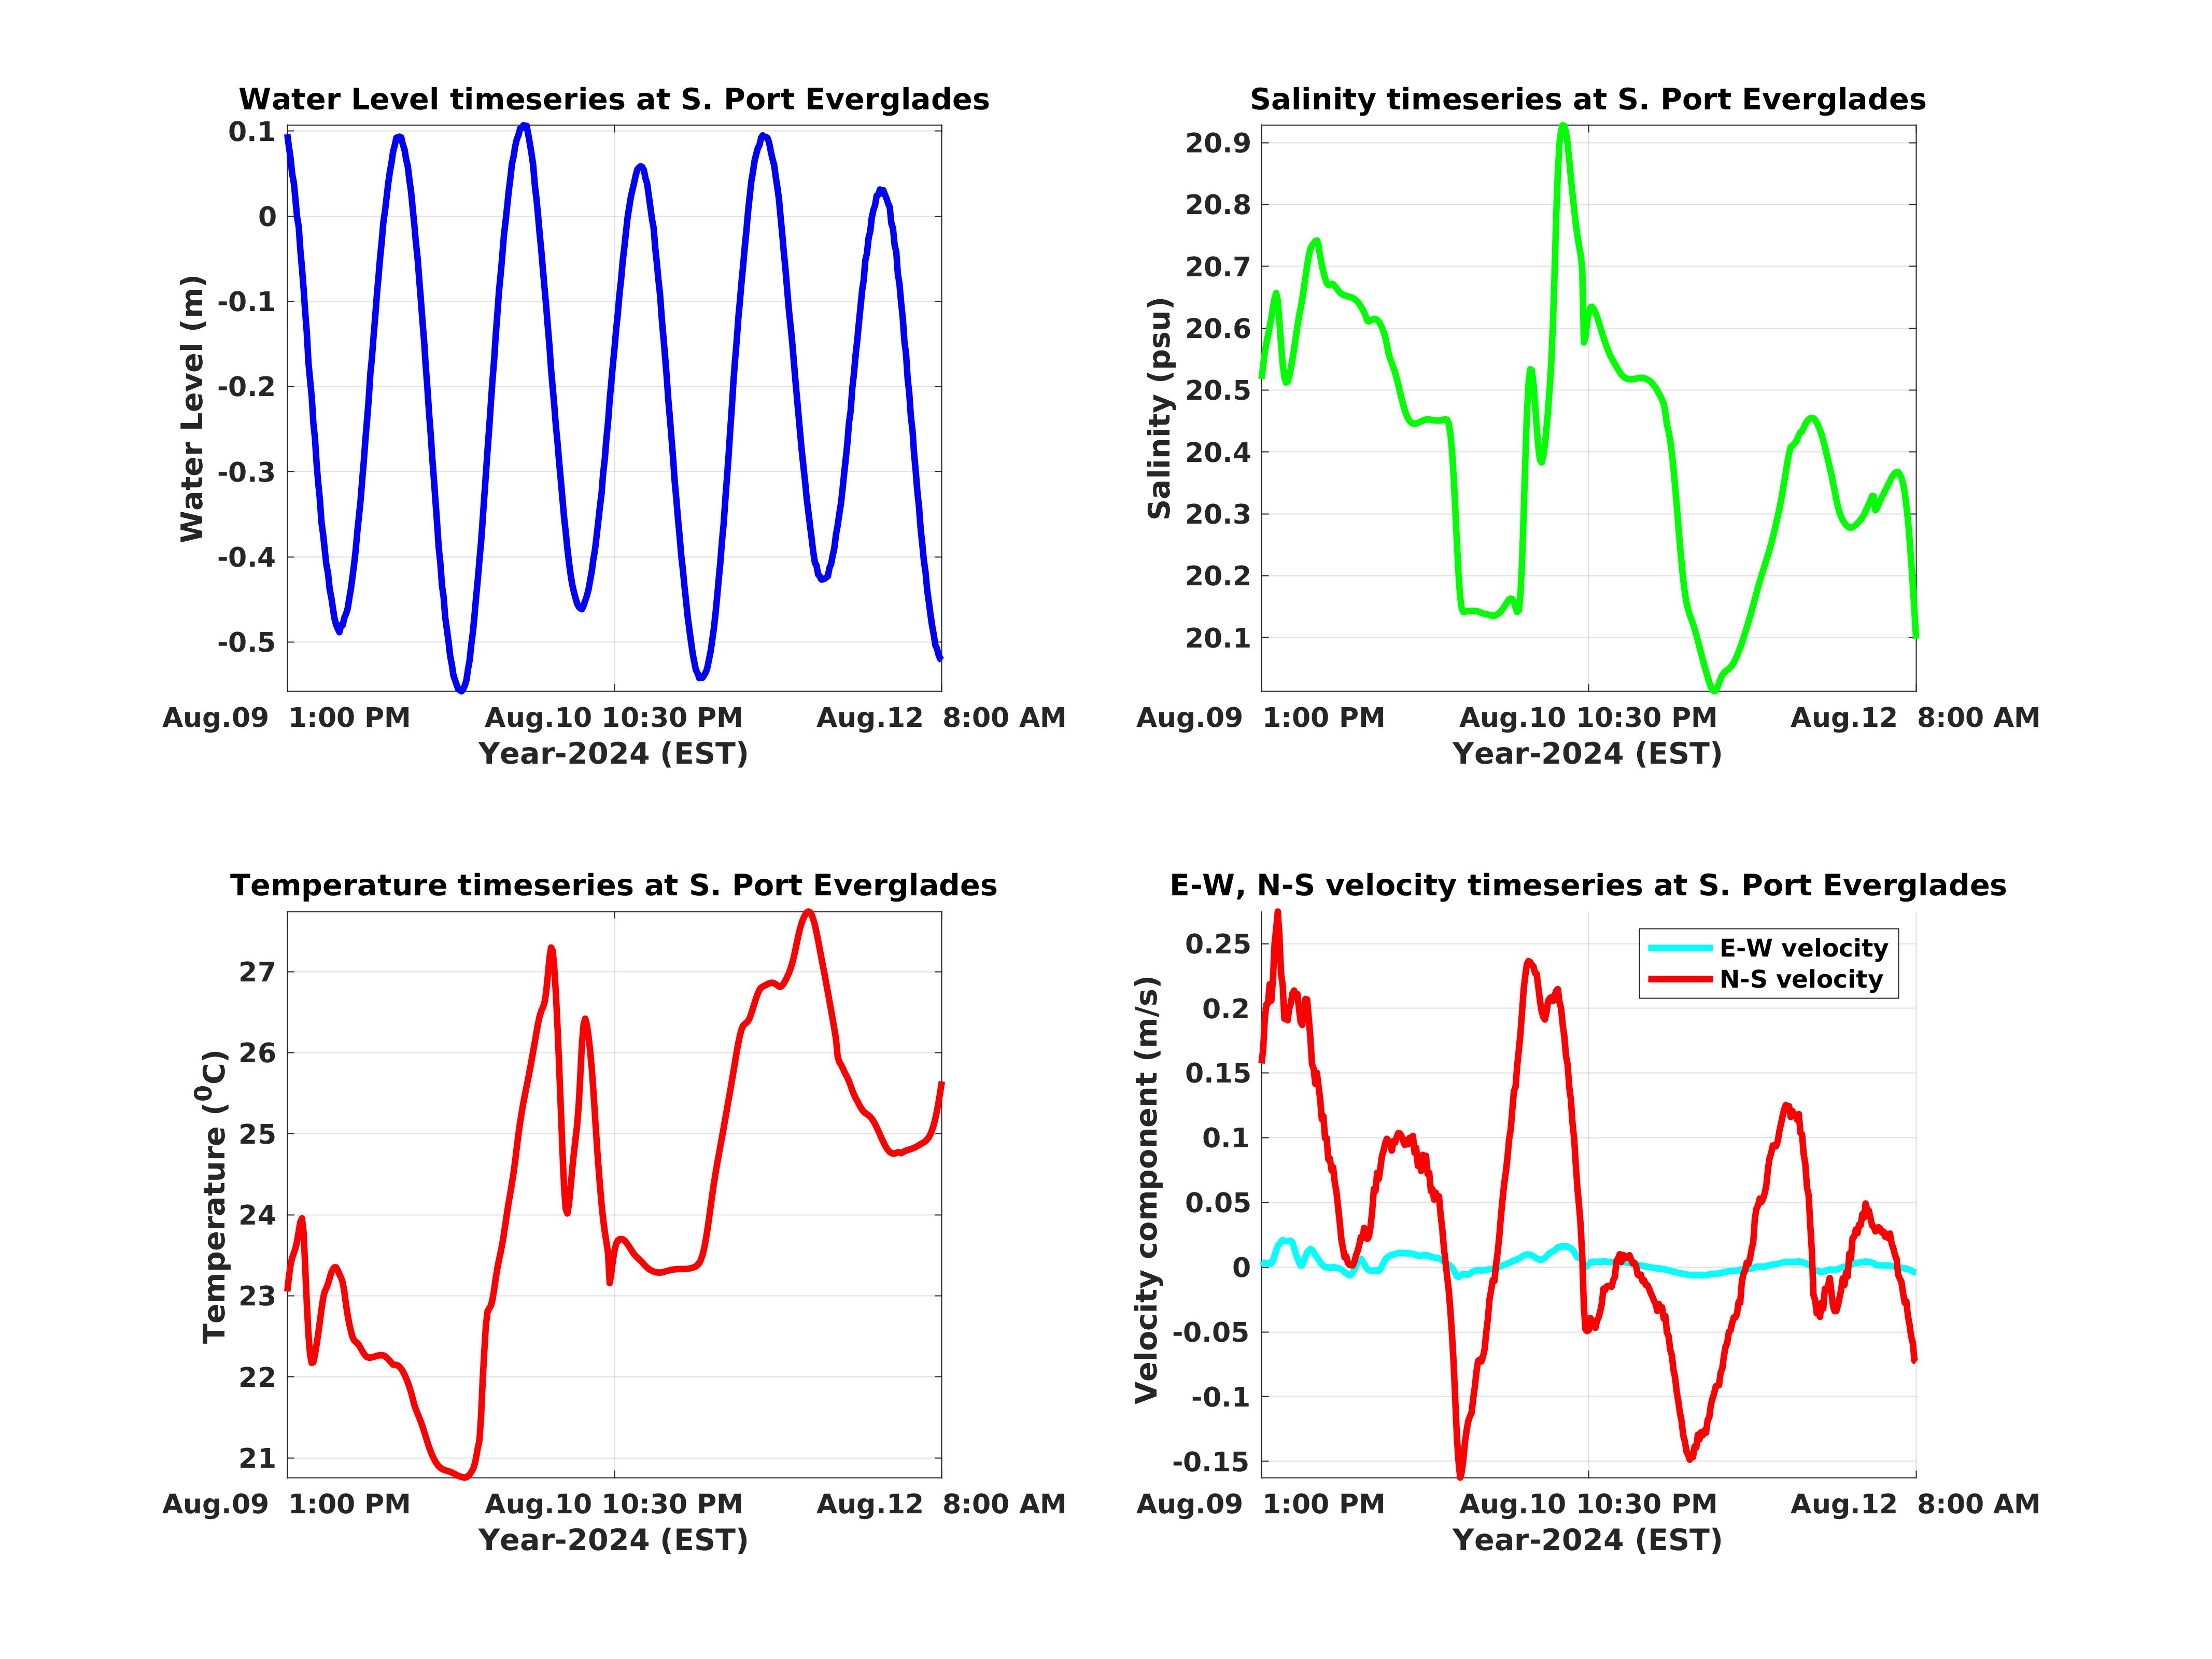 Water Level timeseries at S. Port Everglades
0.1
0
-0.1
-0.2
-0.3
-0.4
-0.5
Water Level (m)
Aug.09 1:00 PM Aug.10 10:30 PM Aug.12 8:00 AM
Year-2024 (EST)
Salinity timeseries at S. Port Everglades
20.9
20.8
20.7
20.6
20.5
20.4
20.3
20.2
20.1
Salinity (psu)
Aug.09 1:00 PM Aug.10 10:30 PM Aug.12 8:00 AM
Year-2024 (EST)
Temperature timeseries at S. Port Everglades
27
26
25
24
23
22
21
Temperature (⁰C)
Aug.09 1:00 PM Aug.10 10:30 PM Aug.12 8:00 AM
Year-2024 (EST)
E-W, N-S velocity timeseries at S. Port Everglades
0.25
0.2
0.15
0.1
0.05
0
-0.05
-0.1
-0.15
Velocity component (m/s)
E-W velocity
N-S velocity
Aug.09 1:00 PM Aug.10 10:30 PM Aug.12 8:00 AM
Year-2024 (EST)